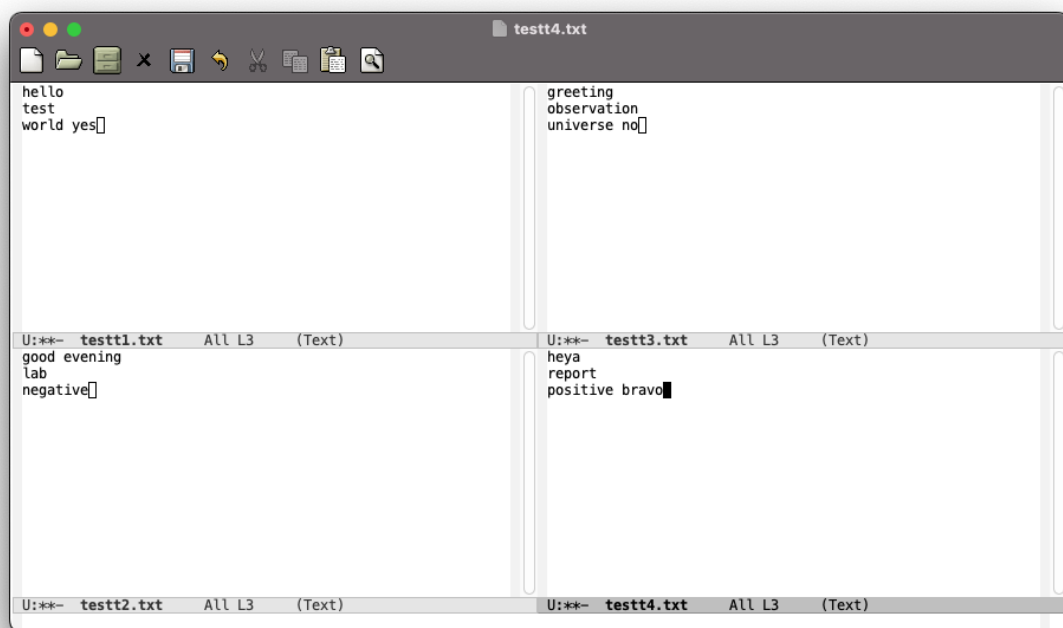 testt4.txt
hello
test
world yes
U:**- testt1.txt All L3 (Text)
good evening
lab
negative
U:**- testt2.txt All L3 (Text)
greeting
observation
universe no
U:**- testt3.txt All L3 (Text)
heya
report
positive bravo
U:**- testt4.txt All L3 (Text)